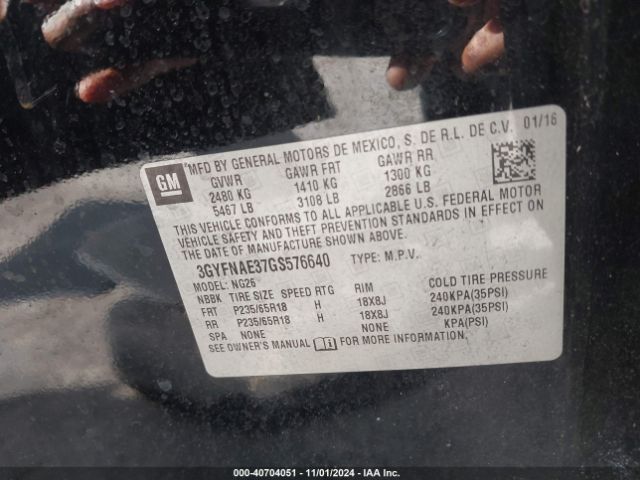 MFD BY GENERAL MOTORS DE MEXICO, S. DE R.L. DE C.V. 01/16
GM
GVWR GAWR FRT GAWR RR
2480 KG 1410 KG 1300 KG
5467 LB 3108 LB 2866 LB
THIS VEHICLE CONFORMS TO ALL APPLICABLE U.S. FEDERAL MOTOR
VEHICLE SAFETY AND THEFT PREVENTION STANDARDS IN EFFECT ON
THE DATE OF MANUFACTURE SHOWN ABOVE.
3GYFNAE37GS576640 TYPE: M.P.V.
MODEL: NG26
NBBK TIRE SIZE SPEED RTG RIM COLD TIRE PRESSURE
FRT P235/65R18 H 18X8J 240KPA(35PSI)
RR P235/65R18 H 18X8J 240KPA(35PSI)
SPA NONE NONE KPA(PSI)
SEE OWNER'S MANUAL FOR MORE INFORMATION.
© - 40704051 - 11/01/2024 - IAA Inc.